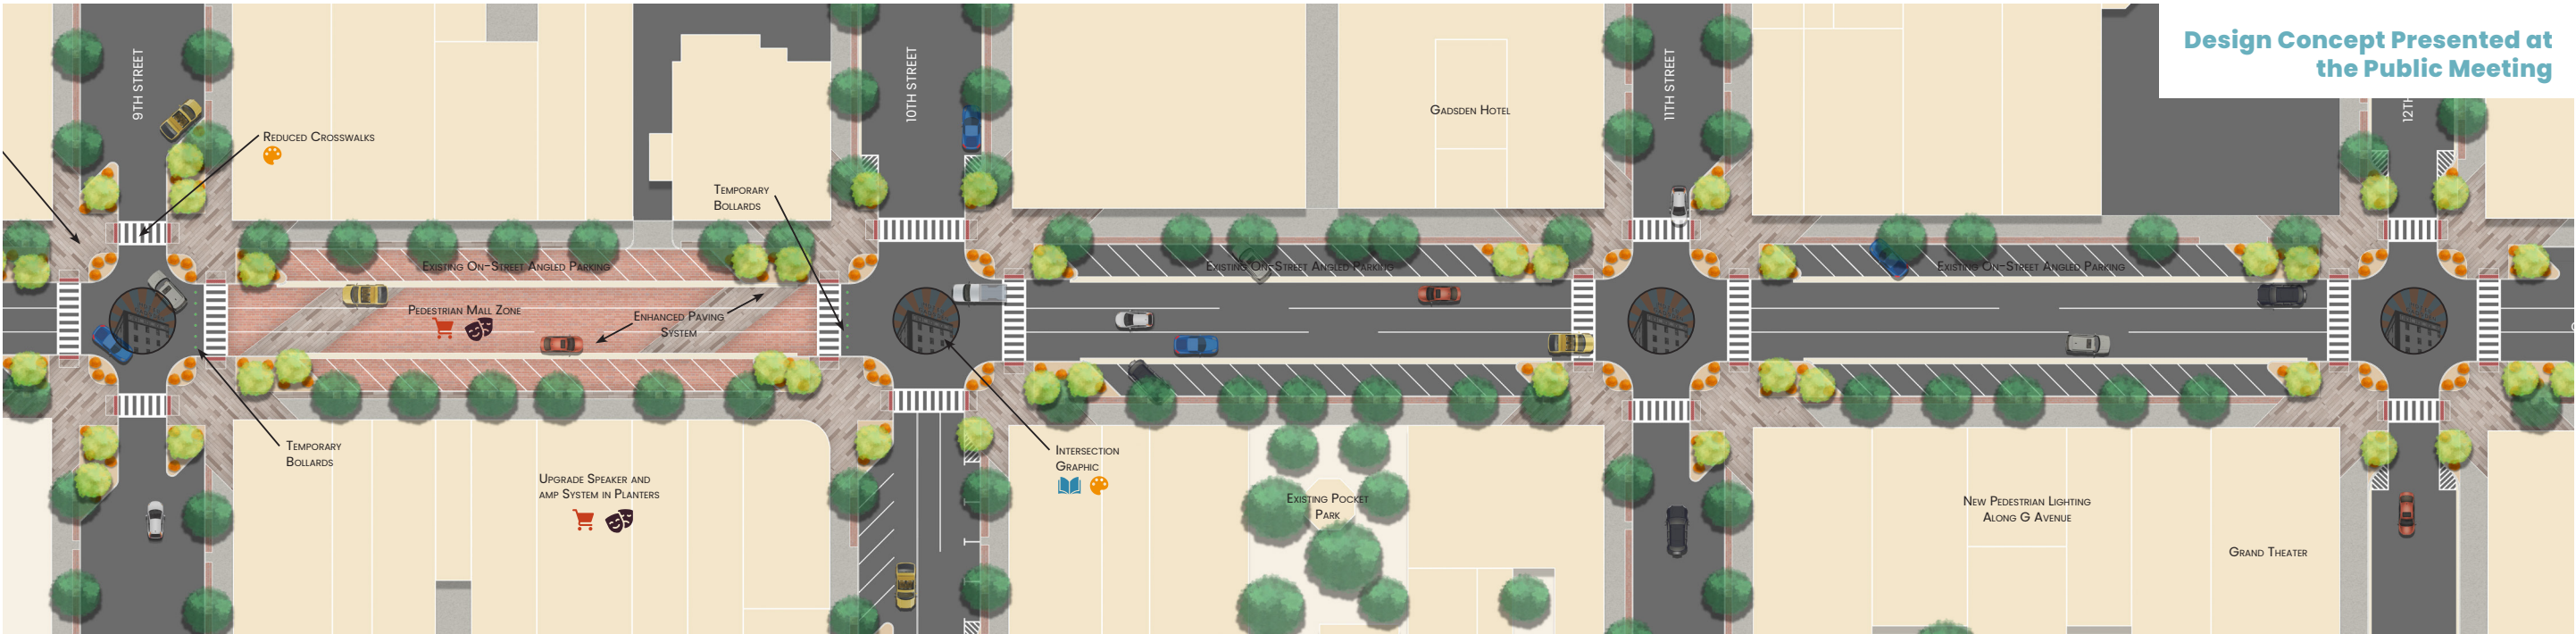 Design Concept Presented at
the Public Meeting
9TH STREET
10TH STREET
11TH STREET
12TH
REDUCED CROSSWALKS
GADSDEN HOTEL
TEMPORARY
BOLLARDS
EXISTING ON-STREET ANGLED PARKING
EXISTING ON-STREET ANGLED PARKING
EXISTING ON-STREET ANGLED PARKING
PEDESTRIAN MALL ZONE
ENHANCED PAVING
SYSTEM
TEMPORARY
BOLLARDS
INTERSECTION
GRAPHIC
UPGRADE SPEAKER AND
AMP SYSTEM IN PLANTERS
EXISTING POCKET
PARK
NEW PEDESTRIAN LIGHTING
ALONG G AVENUE
GRAND THEATER